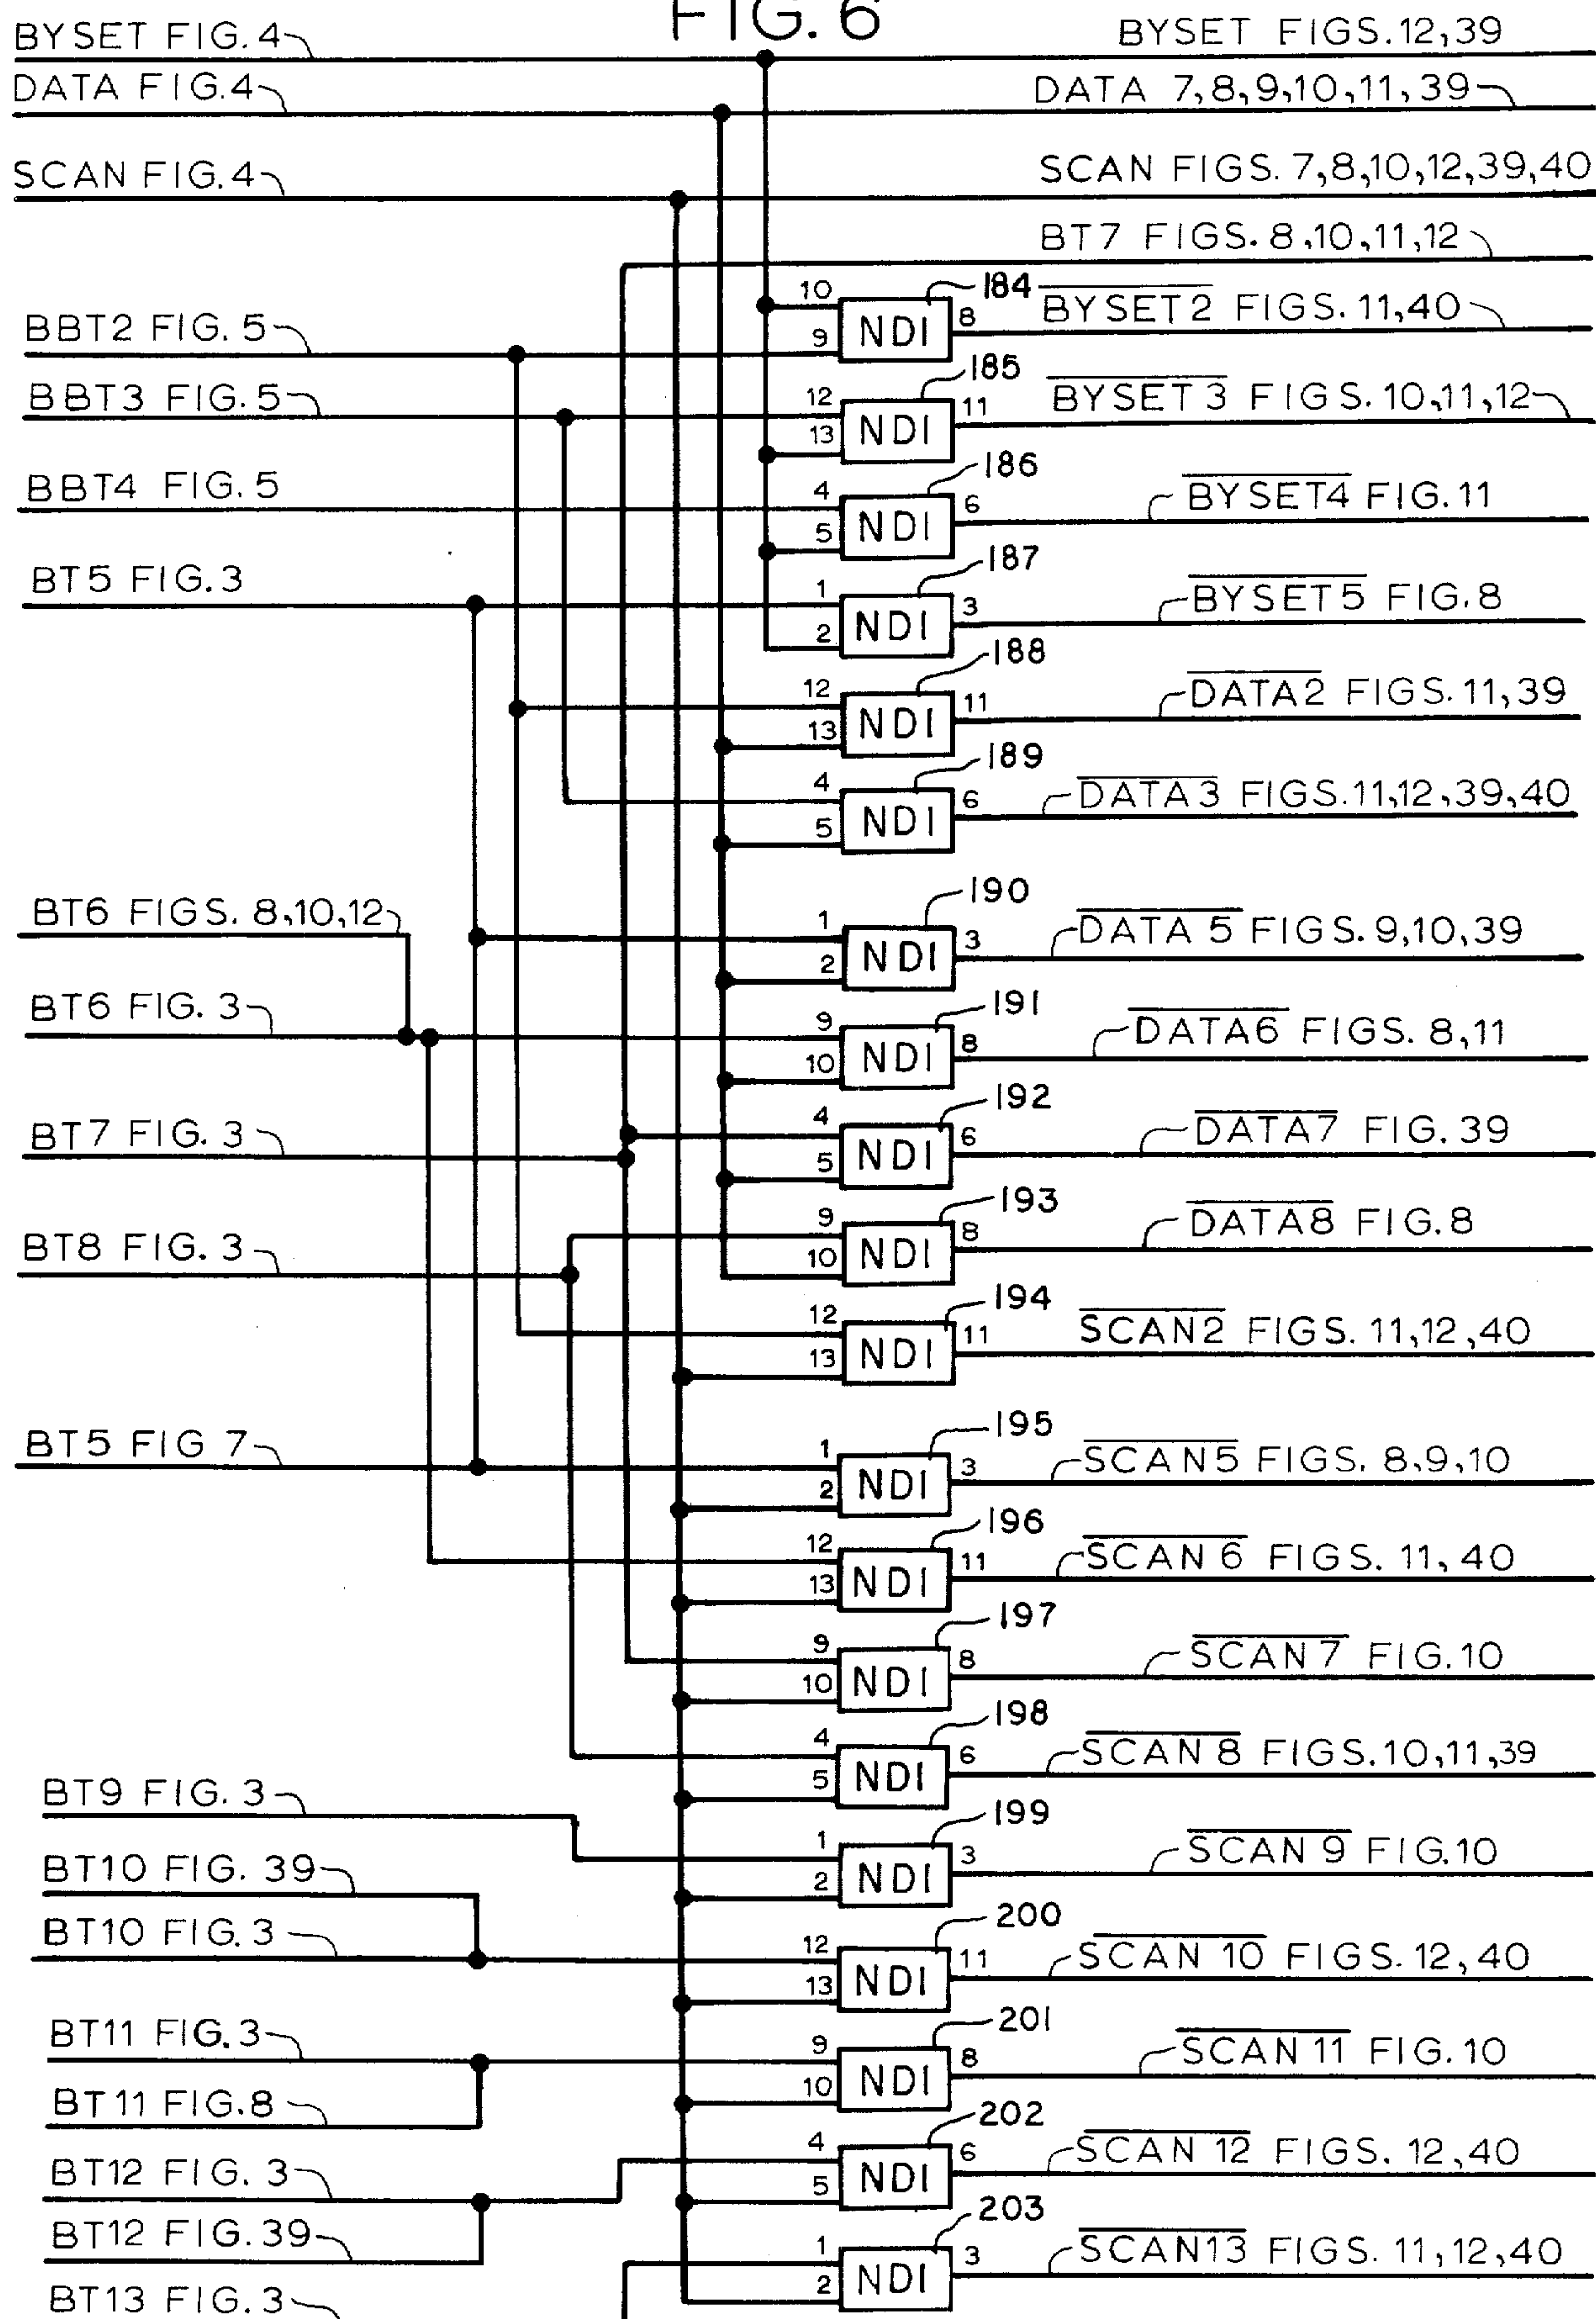 FIG. 6
BYSET FIG. 4 BYSET FIGS. 12,39
DATA FIG.4 DATA 7,8,9,10,11,39
SCAN FIG.4 SCAN FIGS. 7,8,10,12,39,40
BT7 FIGS. 8,10,11,12
BBT2 FIG. 5 10 9 NDI 184 8 BYSET2 FIGS. 11,40
BBT3 FIG.5 12 13 NDI 185 11 BYSET 3 FIGS. 10,11,12
BBT4 FIG.5 4 5 NDI 186 6 BYSET4 FIG.11
BT5 FIG.3 1 2 NDI 187 3 BYSET5 FIG.8
12 13 NDI 188 11 DATA2 FIGS. 11,39
4 5 NDI 189 6 DATA3 FIGS.11,12,39,40
BT6 FIGS. 8,10,12 1 2 NDI 190 3 DATA 5 FIGS. 9,10,39
BT6 FIG. 3 9 10 NDI 191 8 DATA6 FIGS. 8,11
BT7 FIG. 3 4 5 NDI 192 6 DATA7 FIG. 39
BT8 FIG. 3 9 10 NDI 193 8 DATA8 FIG.8
12 13 NDI 194 11 SCAN2 FIGS. 11,12,40
BT5 FIG 7 1 2 NDI 195 3 SCAN5 FIGS. 8,9,10
12 13 NDI 196 11 SCAN 6 FIGS. 11,40
9 10 NDI 197 8 SCAN 7 FIG.10
4 5 NDI 198 6 SCAN 8 FIGS.10,11,39
BT9 FIG. 3 1 2 NDI 199 3 SCAN 9 FIG.10
BT10 FIG. 39
BT10 FIG. 3 12 13 NDI 200 11 SCAN 10 FIGS. 12,40
BT11 FIG.3 9 10 NDI 201 8 SCAN 11 FIG.10
BT11 FIG.8
BT12 FIG. 3 4 5 NDI 202 6 SCAN 12 FIGS. 12,40
BT12 FIG.39 1 2 NDI 203 3 SCAN13 FIGS. 11,12,40
BT13 FIG. 3